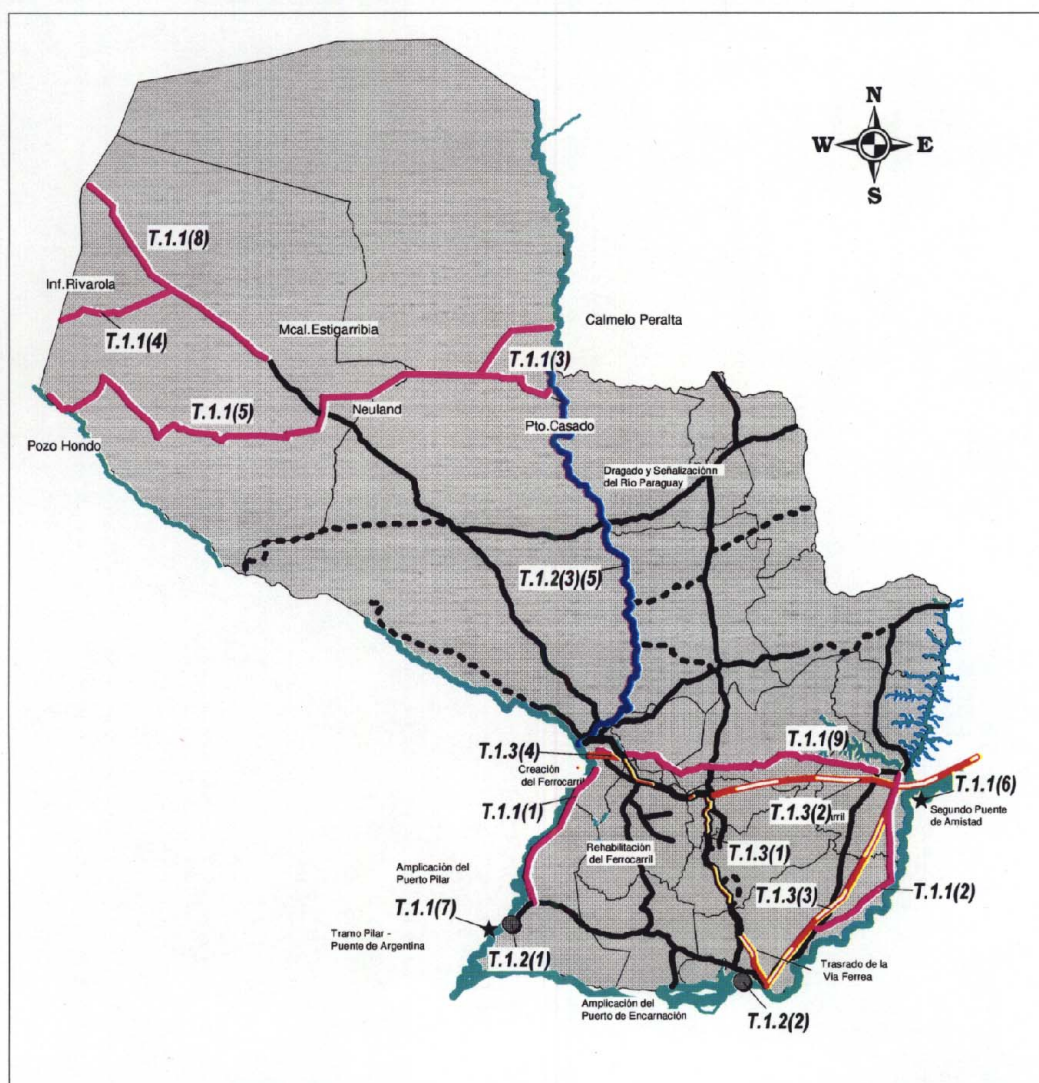 N
W E
S
T.1.1(8)
Inf.Rivarola
T.1.1(4)
Mcal.Estigarribia
Calmelo Peralta
T.1.1(3)
T.1.1(5)
Neuland
Pto.Casado
Pozo Hondo
Dragado y Señalizaciónn
del Río Paraguay
T.1.2(3)(5)
T.1.3(4)
T.1.1(9)
Creación
del Ferrocarril
T.1.1(6)
T.1.1(1)
T.1.3(2)
Segundo Puente
de Amistad
Rehabilitación
del Ferrocarril
T.1.3(1)
Amplicación del
Puerto Pilar
T.1.3(3)
T.1.1(2)
T.1.1(7)
Tramo Pilar -
Puente de Argentina
T.1.2(1)
Trasrado de la
Vía Ferrea
Amplicación del
Puerto de Encarnación
T.1.2(2)